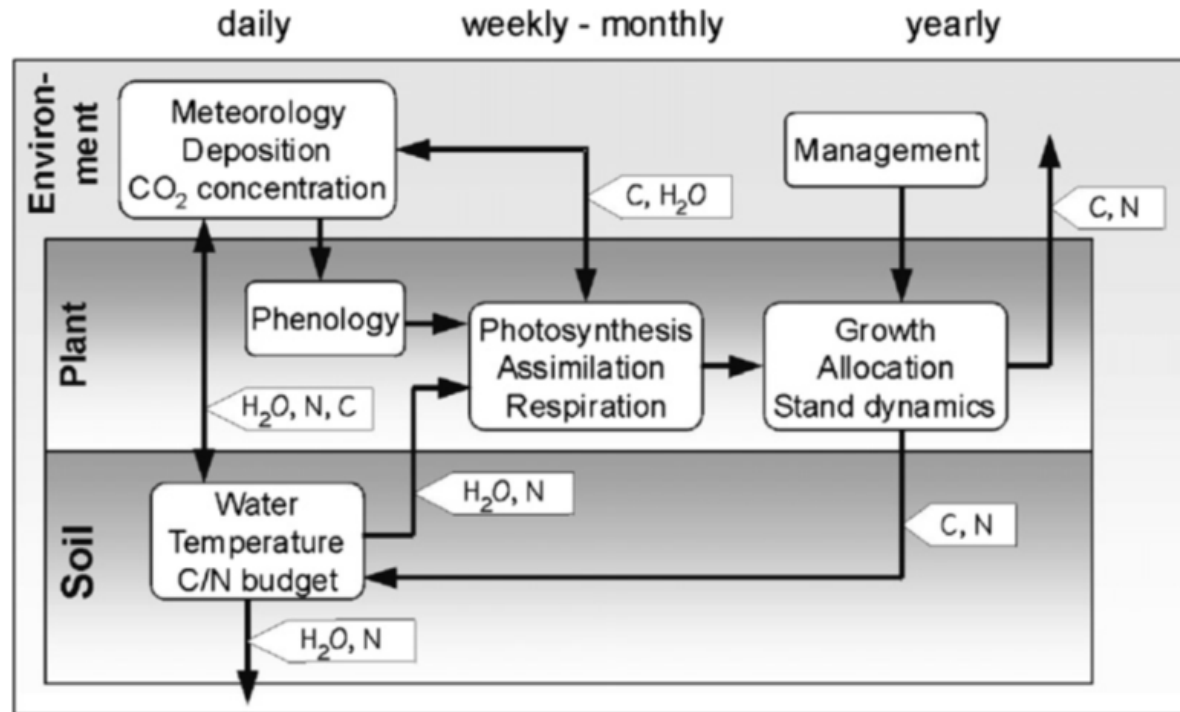 daily
weekly - monthly
yearly
Environ-
ment
Meteorology
Deposition
CO₂ concentration
C, H₂O
Management
C, N
Plant
Phenology
Photosynthesis
Assimilation
Respiration
Growth
Allocation
Stand dynamics
H₂O, N, C
Soil
Water
Temperature
C/N budget
H₂O, N
C, N
H₂O, N